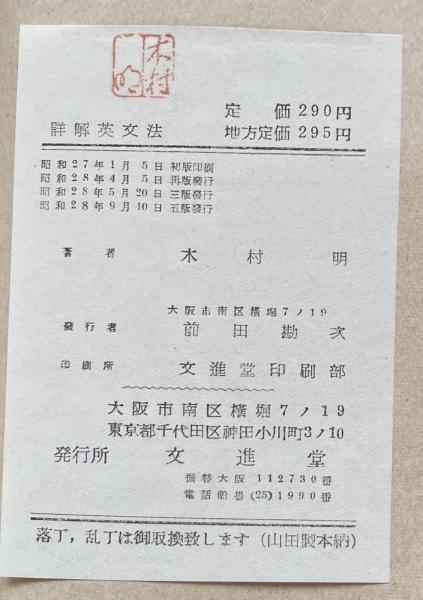 木村
明
定価290円
詳解英文法 地方定価295円
昭和27年1月5日初版印刷
昭和28年4月5日再版發行
昭和28年5月20日三版發行
昭和28年9月10日五版發行
著者 木村明
大阪市南区横堀7ノ19
發行者 前田勘次
印刷所 文進堂印刷部
大阪市南区横堀7ノ19
東京都千代田区神田小川町3ノ10
発行所 文進堂
振替大阪112730番
電話船場(25)1990番
落丁,乱丁は御取換致します(山田製本納)